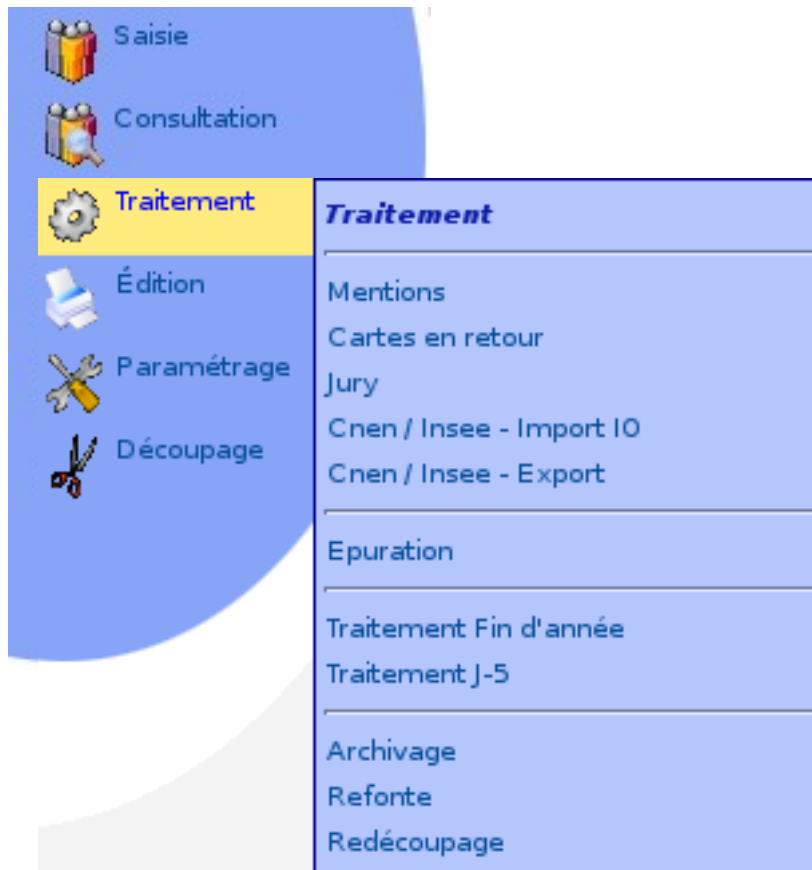 Saisie
Consultation
Traitement
Édition
Paramétrage
Découpage
Traitement
Mentions
Cartes en retour
Jury
Cnen / Insee - Import IO
Cnen / Insee - Export
Epuration
Traitement Fin d'année
Traitement J-5
Archivage
Refonte
Redécoupage